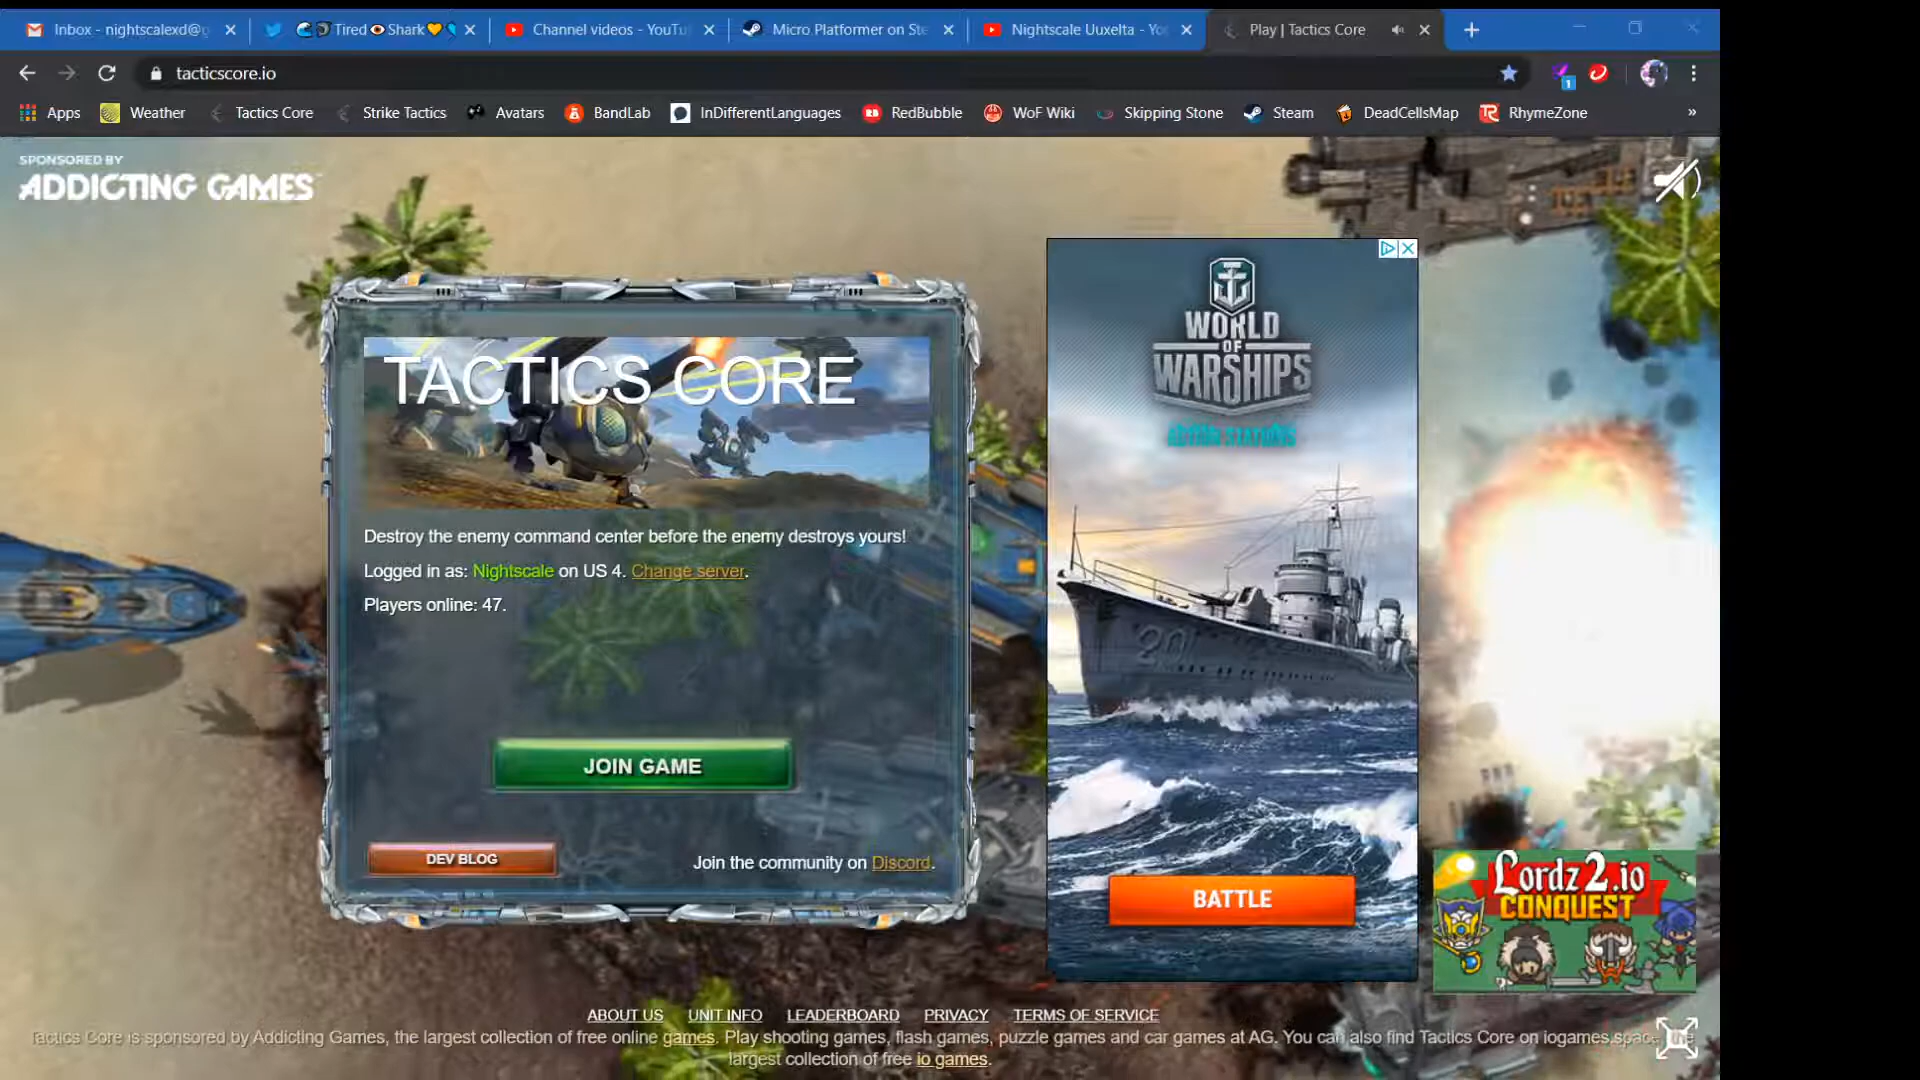 Inbox - nightscalexd@g
Tired Shark
Channel videos - YouTu
Micro Platformer on Ste
Nightscale Uuxelta - Yo
Play | Tactics Core
tacticscore.io
1
Apps
Weather
Tactics Core
Strike Tactics
Avatars
BandLab
InDifferentLanguages
RedBubble
WoF Wiki
Skipping Stone
Steam
DeadCellsMap
RhymeZone
»
SPONSORED BY
ADDICTING GAMES
TACTICS CORE
Destroy the enemy command center before the enemy destroys yours!
Logged in as: Nightscale on US 4. Change server.
Players online: 47.
JOIN GAME
DEV BLOG
Join the community on Discord.
WORLD
OF
WARSHIPS
ACTION STATIONS
20
BATTLE
Lordz2.io
CONQUEST
ABOUT US UNIT INFO LEADERBOARD PRIVACY TERMS OF SERVICE
Tactics Core is sponsored by Addicting Games, the largest collection of free online games. Play shooting games, flash games, puzzle games and car games at AG. You can also find Tactics Core on iogames.space, the
largest collection of free io games.